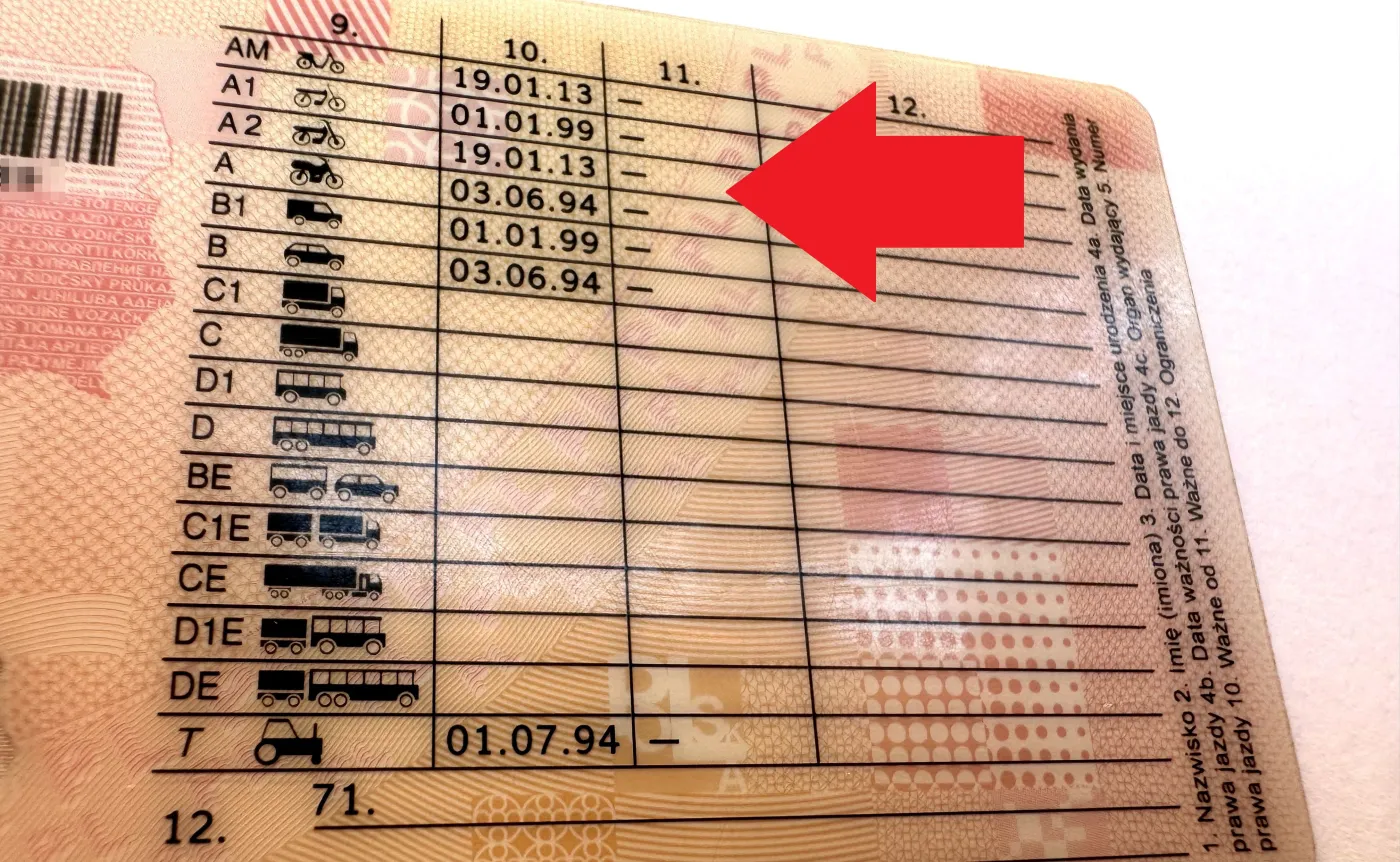 9. 10. 11. 12.
AM 19.01.13 –
A1 01.01.99 –
A2 19.01.13 –
A 03.06.94 –
B1 01.01.99 –
B 03.06.94 –
C1
C
D1
D
BE
C1E
CE
D1E
DE
T 01.07.94 –
71.
12.
1. Nazwisko 2. Imię (imiona) 3. Data i miejsce urodzenia 4a. Data wydania
prawa jazdy 4b. Data ważności prawa jazdy 4c. Organ wydający 5. Numer
prawa jazdy 10. Ważne od 11. Ważne do 12. Ograniczenia
PRAWO JAZDY